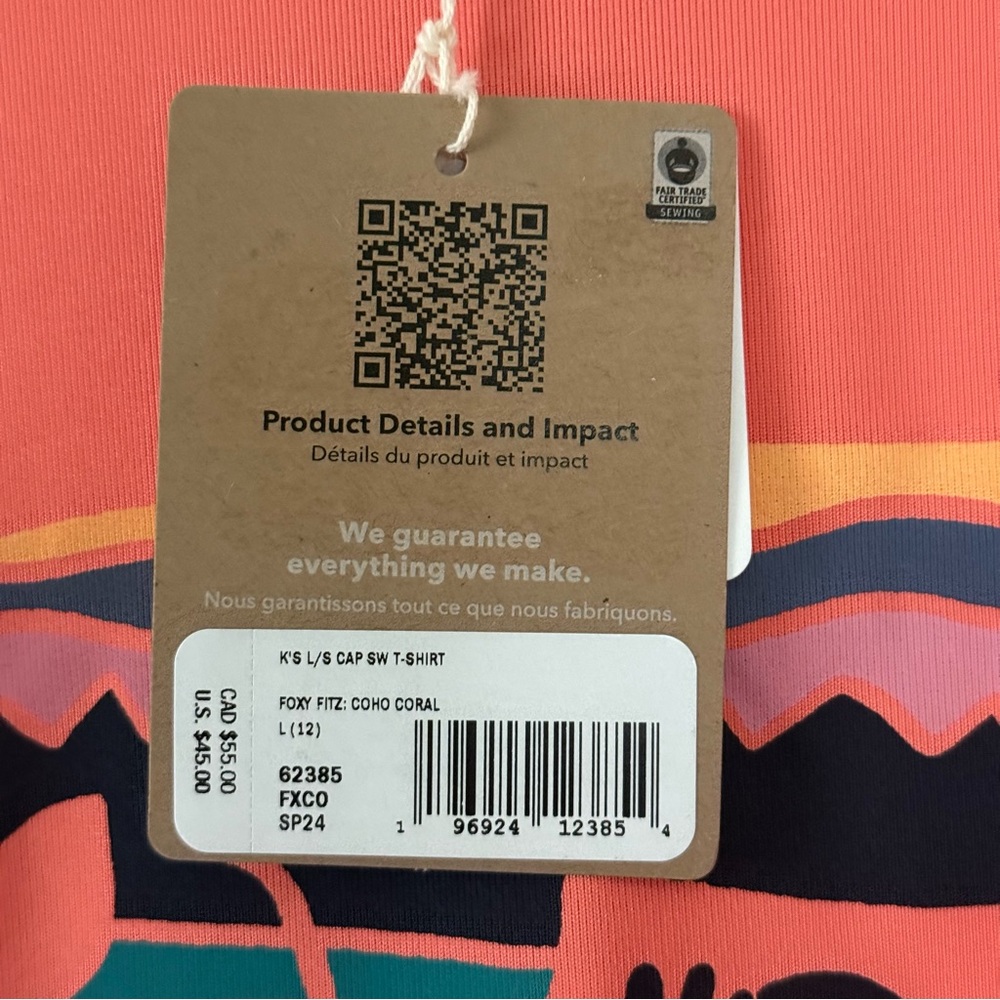 FAIR TRADE
CERTIFIED
SEWING
Product Details and Impact
Détails du produit et impact
We guarantee
everything we make.
Nous garantissons tout ce que nous fabriquons.
CAD $55.00
U.S. $45.00
K'S L/S CAP SW T-SHIRT
FOXY FITZ: COHO CORAL
L (12)
62385
FXCO
SP24
1 96924 12385 4